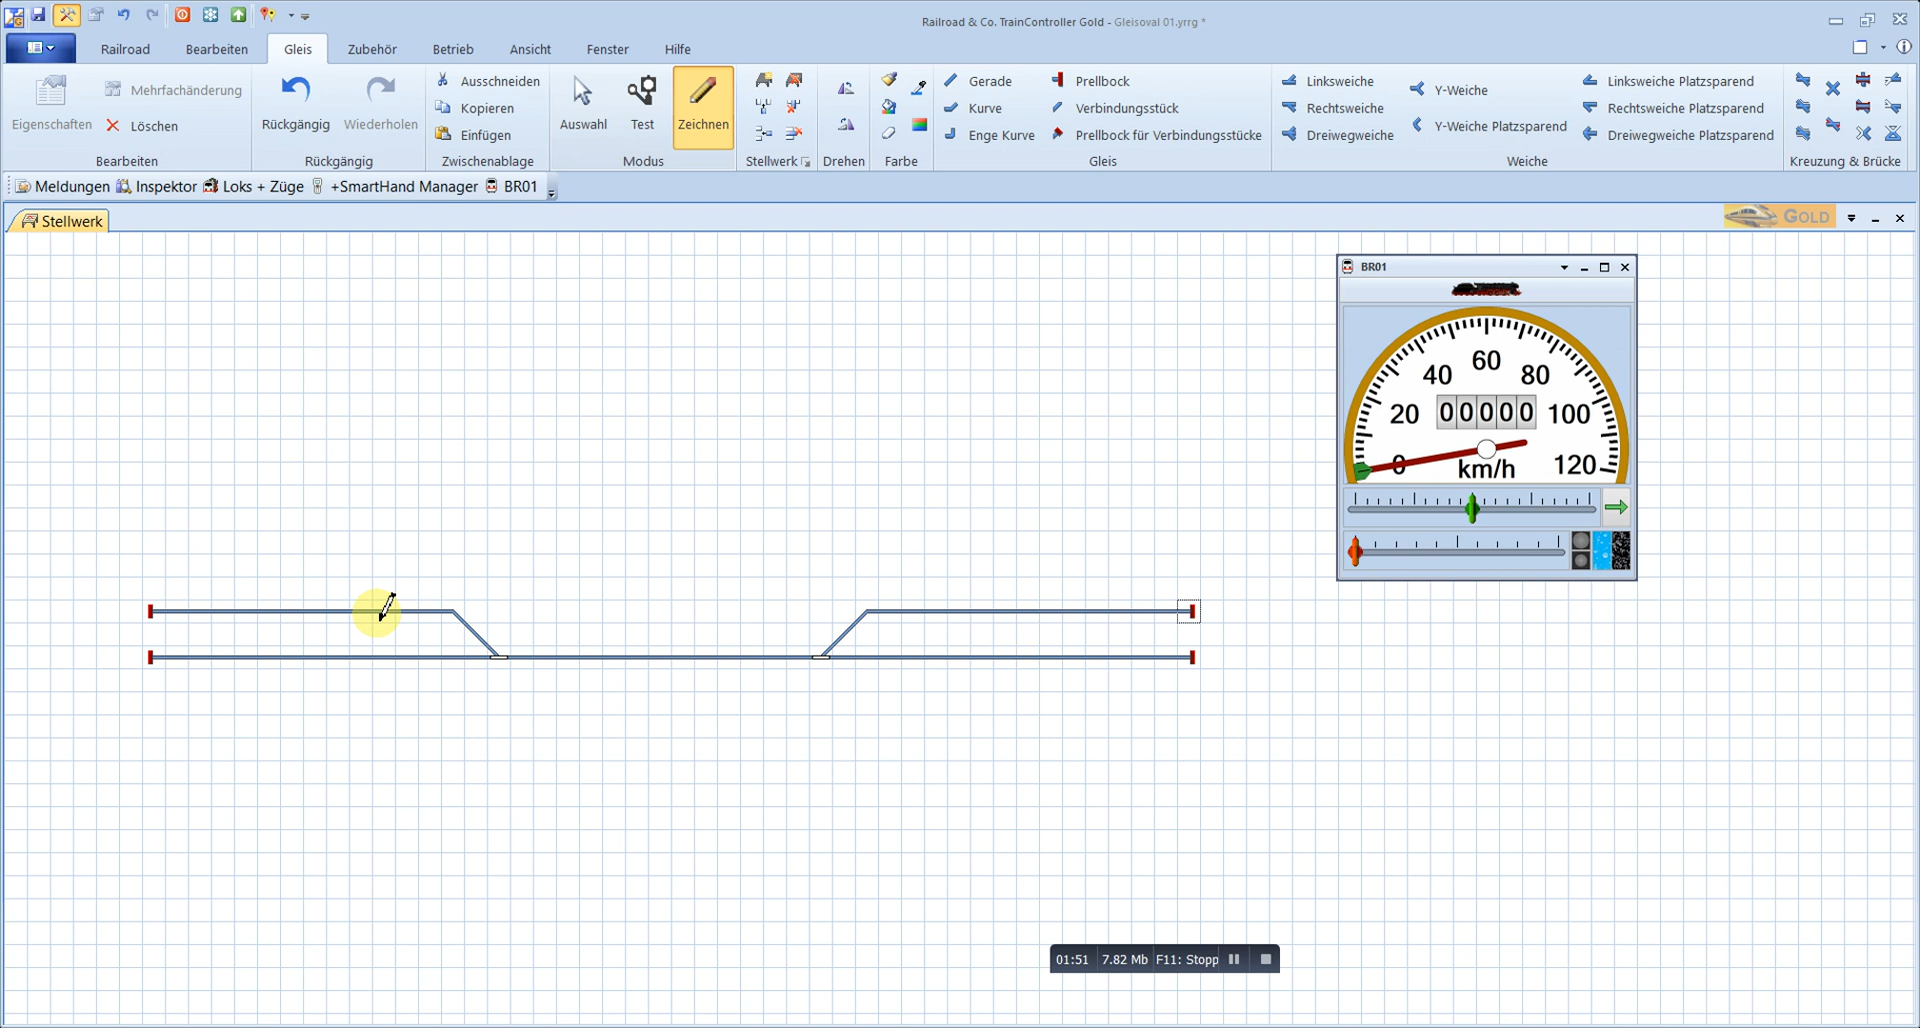 Railroad & Co. TrainController Gold - Gleisoval 01.yrrg *
Railroad Bearbeiten Gleis Zubehör Betrieb Ansicht Fenster Hilfe
Eigenschaften Mehrfachänderung Löschen
Bearbeiten
Rückgängig Wiederholen
Rückgängig
Ausschneiden
Kopieren
Einfügen
Zwischenablage
Auswahl Test Zeichnen
Modus
Stellwerk
Drehen
Farbe
Gerade Prellbock
Kurve Verbindungsstück
Enge Kurve Prellbock für Verbindungsstücke
Gleis
Linksweiche
Rechtsweiche
Dreiwegweiche
Y-Weiche
Y-Weiche Platzsparend
Linksweiche Platzsparend
Rechtsweiche Platzsparend
Dreiwegweiche Platzsparend
Weiche
Kreuzung & Brücke
Meldungen Inspektor Loks + Züge +SmartHand Manager BR01
Stellwerk
GOLD
BR01
0 20 40 60 80 100 120
00000
km/h
01:51 7.82 Mb F11: Stopp